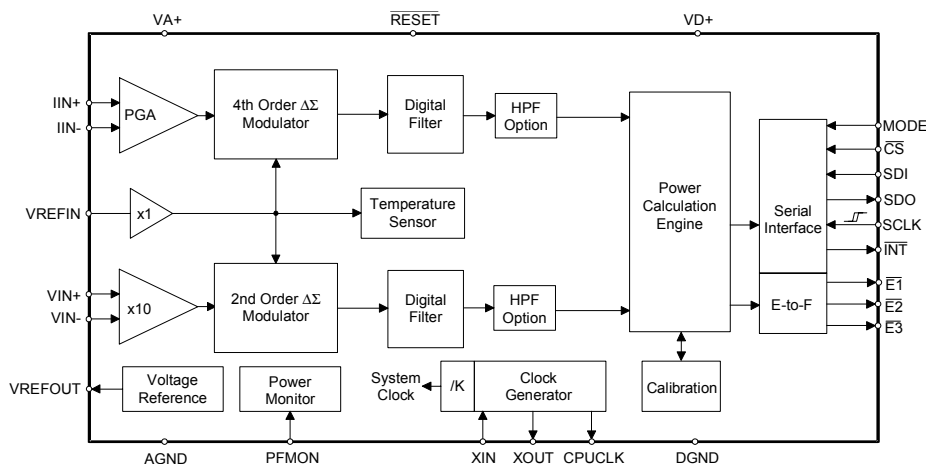 VA+
RESET
VD+
IIN+
IIN-
PGA
4th Order ΔΣ
Modulator
Digital
Filter
HPF
Option
VREFIN
x1
Temperature
Sensor
Power
Calculation
Engine
Serial
Interface
MODE
CS
SDI
SDO
SCLK
INT
VIN+
VIN-
x10
2nd Order ΔΣ
Modulator
Digital
Filter
HPF
Option
E-to-F
E1
E2
E3
VREFOUT
Voltage
Reference
Power
Monitor
System
Clock
/K
Clock
Generator
Calibration
AGND
PFMON
XIN
XOUT
CPUCLK
DGND